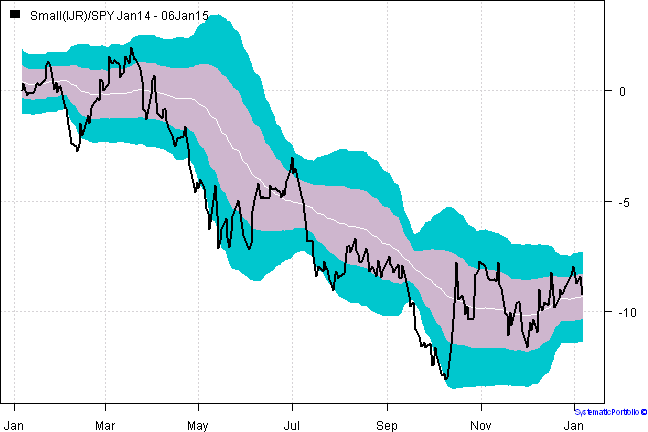 Small(IJR)/SPY Jan14 - 06Jan15
0
-5
-10
SystematicPortfolio ©
Jan Mar May Jul Sep Nov Jan